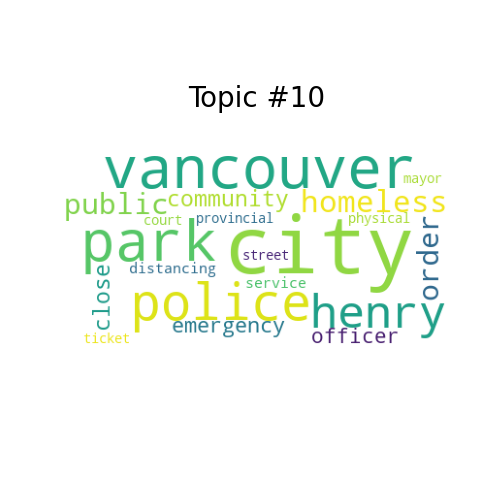 Topic #10
vancouver
mayor
public
community
homeless
court
provincial
physical
park
city
order
street
distancing
close
service
police
henry
emergency
officer
ticket